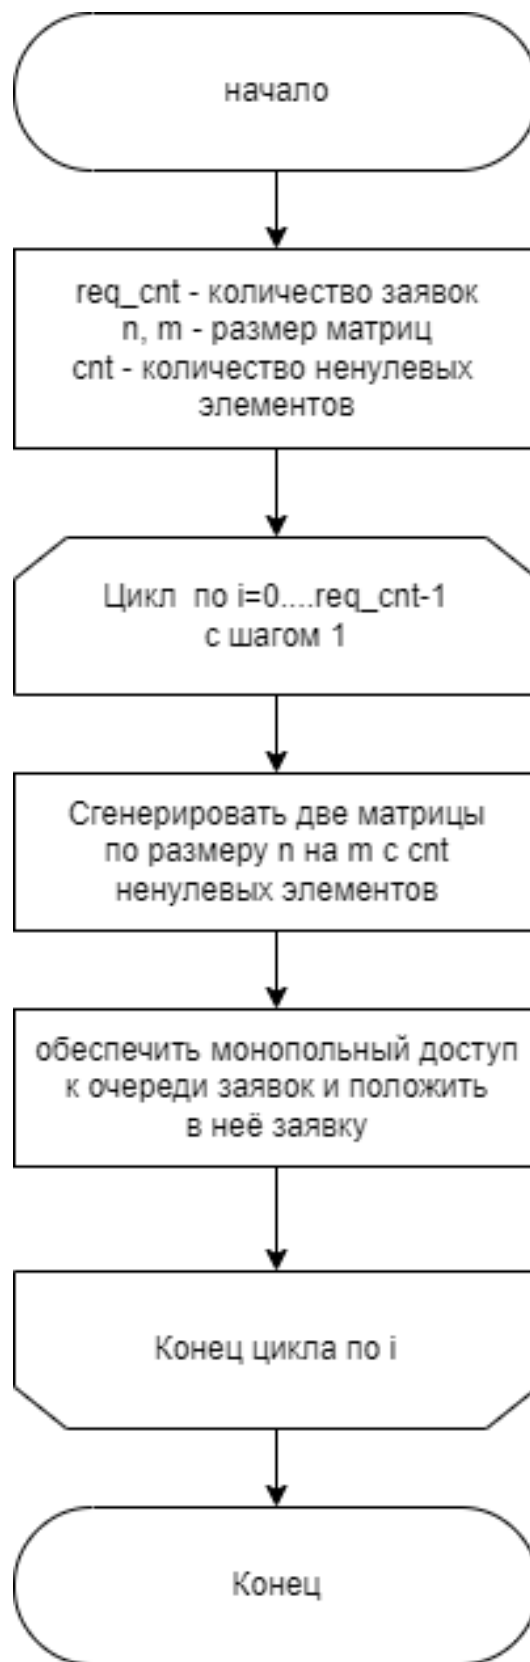 начало
req_cnt - количество заявок
n, m - размер матриц
cnt - количество ненулевых
элементов
Цикл по i=0....req_cnt-1
с шагом 1
Сгенерировать две матрицы
по размеру n на m с cnt
ненулевых элементов
обеспечить монопольный доступ
к очереди заявок и положить
в неё заявку
Конец цикла по i
Конец